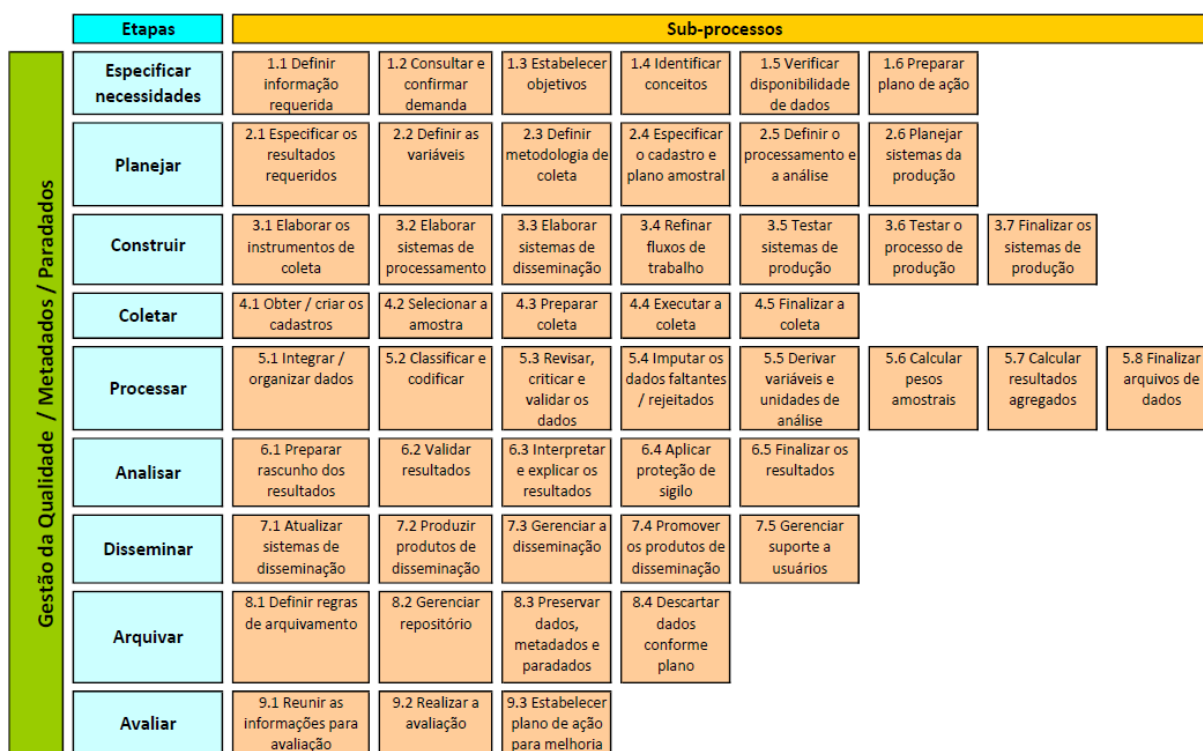 Etapas
Sub-processos
Gestão da Qualidade / Metadados / Paradados
Especificar
necessidades
1.1 Definir
informação
requerida
1.2 Consultar e
confirmar
demanda
1.3 Estabelecer
objetivos
1.4 Identificar
conceitos
1.5 Verificar
disponibilidade
de dados
1.6 Preparar
plano de ação
Planejar
2.1 Especificar os
resultados
requeridos
2.2 Definir as
variáveis
2.3 Definir
metodologia de
coleta
2.4 Especificar
o cadastro e
plano amostral
2.5 Definir o
processamento e
a análise
2.6 Planejar
sistemas da
produção
Construir
3.1 Elaborar os
instrumentos de
coleta
3.2 Elaborar
sistemas de
processamento
3.3 Elaborar
sistemas de
disseminação
3.4 Refinar
fluxos de
trabalho
3.5 Testar
sistemas de
produção
3.6 Testar o
processo de
produção
3.7 Finalizar os
sistemas de
produção
Coletar
4.1 Obter / criar os
cadastros
4.2 Selecionar a
amostra
4.3 Preparar
coleta
4.4 Executar a
coleta
4.5 Finalizar a
coleta
Processar
5.1 Integrar /
organizar dados
5.2 Classificar e
codificar
5.3 Revisar,
criticar e
validar os
dados
5.4 Imputar os
dados faltantes
/ rejeitados
5.5 Derivar
variáveis e
unidades de
análise
5.6 Calcular
pesos
amostrais
5.7 Calcular
resultados
agregados
5.8 Finalizar
arquivos de
dados
Analisar
6.1 Preparar
rascunho dos
resultados
6.2 Validar
resultados
6.3 Interpretar
e explicar os
resultados
6.4 Aplicar
proteção de
sigilo
6.5 Finalizar os
resultados
Disseminar
7.1 Atualizar
sistemas de
disseminação
7.2 Produzir
produtos de
disseminação
7.3 Gerenciar a
disseminação
7.4 Promover
os produtos de
disseminação
7.5 Gerenciar
suporte a
usuários
Arquivar
8.1 Definir regras
de arquivamento
8.2 Gerenciar
repositório
8.3 Preservar
dados,
metadados e
paradados
8.4 Descartar
dados
conforme
plano
Avaliar
9.1 Reunir as
informações para
avaliação
9.2 Realizar a
avaliação
9.3 Estabelecer
plano de ação
para melhoria